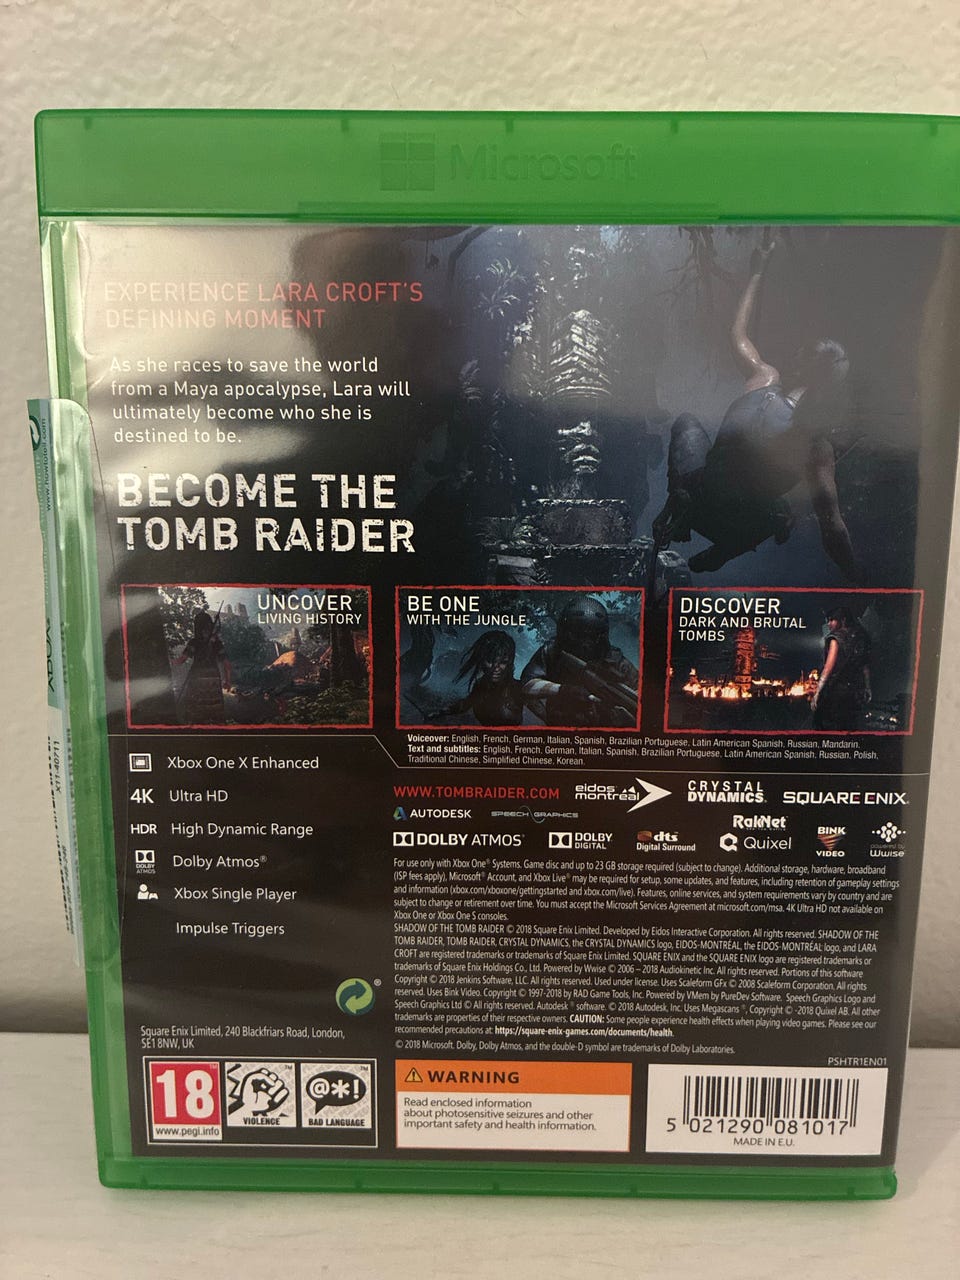 Microsoft
EXPERIENCE LARA CROFT'S
DEFINING MOMENT
As she races to save the world
from a Maya apocalypse, Lara will
ultimately become who she is
destined to be.
BECOME THE
TOMB RAIDER
UNCOVER
LIVING HISTORY
BE ONE
WITH THE JUNGLE
DISCOVER
DARK AND BRUTAL
TOMBS
Voiceover: English, French, German, Italian, Spanish, Brazilian Portuguese, Latin American Spanish, Russian, Mandarin.
Text and subtitles: English, French, German, Italian, Spanish, Brazilian Portuguese, Latin American Spanish, Russian, Polish,
Traditional Chinese, Simplified Chinese, Korean.
Xbox One X Enhanced
4K Ultra HD
HDR High Dynamic Range
DOLBY ATMOS Dolby Atmos®
Xbox Single Player
Impulse Triggers
WWW.TOMBRAIDER.COM
eidos
montréal
CRYSTAL
DYNAMICS
SQUARE ENIX.
AUTODESK
SPEECH GRAPHICS
RakNet
DOLBY ATMOS®
DOLBY
DIGITAL
dts
Digital Surround
Quixel
BINK
VIDEO
powered by
Wwise
For use only with Xbox One® Systems. Game disc and up to 23 GB storage required (subject to change). Additional storage, hardware, broadband
(ISP fees apply), Microsoft® Account, and Xbox Live® may be required for setup, some updates, and features, including retention of gameplay settings
and information (xbox.com/xboxone/gettingstarted and xbox.com/live). Features, online services, and system requirements vary by country and are
subject to change or retirement over time. You must accept the Microsoft Services Agreement at microsoft.com/msa. 4K Ultra HD not available on
Xbox One or Xbox One S consoles.
SHADOW OF THE TOMB RAIDER © 2018 Square Enix Limited. Developed by Eidos Interactive Corporation. All rights reserved. SHADOW OF THE
TOMB RAIDER, TOMB RAIDER, CRYSTAL DYNAMICS, the CRYSTAL DYNAMICS logo, EIDOS-MONTRÉAL, the EIDOS-MONTRÉAL logo, and LARA
CROFT are registered trademarks or trademarks of Square Enix Limited. SQUARE ENIX and the SQUARE ENIX logo are registered trademarks or
trademarks of Square Enix Holdings Co., Ltd. Powered by Wwise © 2006 – 2018 Audiokinetic Inc. All rights reserved. Portions of this software
Copyright © 2018 Jenkins Software, LLC. All rights reserved. Used under license. Uses Scaleform GFx © 2008 Scaleform Corporation. All rights
reserved. Uses Bink Video. Copyright © 1997-2018 by RAD Game Tools, Inc. Powered by VMem by PureDev Software. Speech Graphics Logo and
Speech Graphics Ltd © All rights reserved. Autodesk ® software. © 2018 Autodesk, Inc. Uses Megascans ®, Copyright © -2018 Quixel AB. All other
trademarks are properties of their respective owners. CAUTION: Some people experience health effects when playing video games. Please see our
recommended precautions at: https://square-enix-games.com/documents/health.
© 2018 Microsoft. Dolby, Dolby Atmos, and the double-D symbol are trademarks of Dolby Laboratories.
Square Enix Limited, 240 Blackfriars Road, London,
SE1 8NW, UK
PSHTR1EN01
18
www.pegi.info
VIOLENCE
@*!
BAD LANGUAGE
WARNING
Read enclosed information
about photosensitive seizures and other
important safety and health information.
5 021290 081017
MADE IN E.U.
www.howtotell.com
XBOX
X11-40711